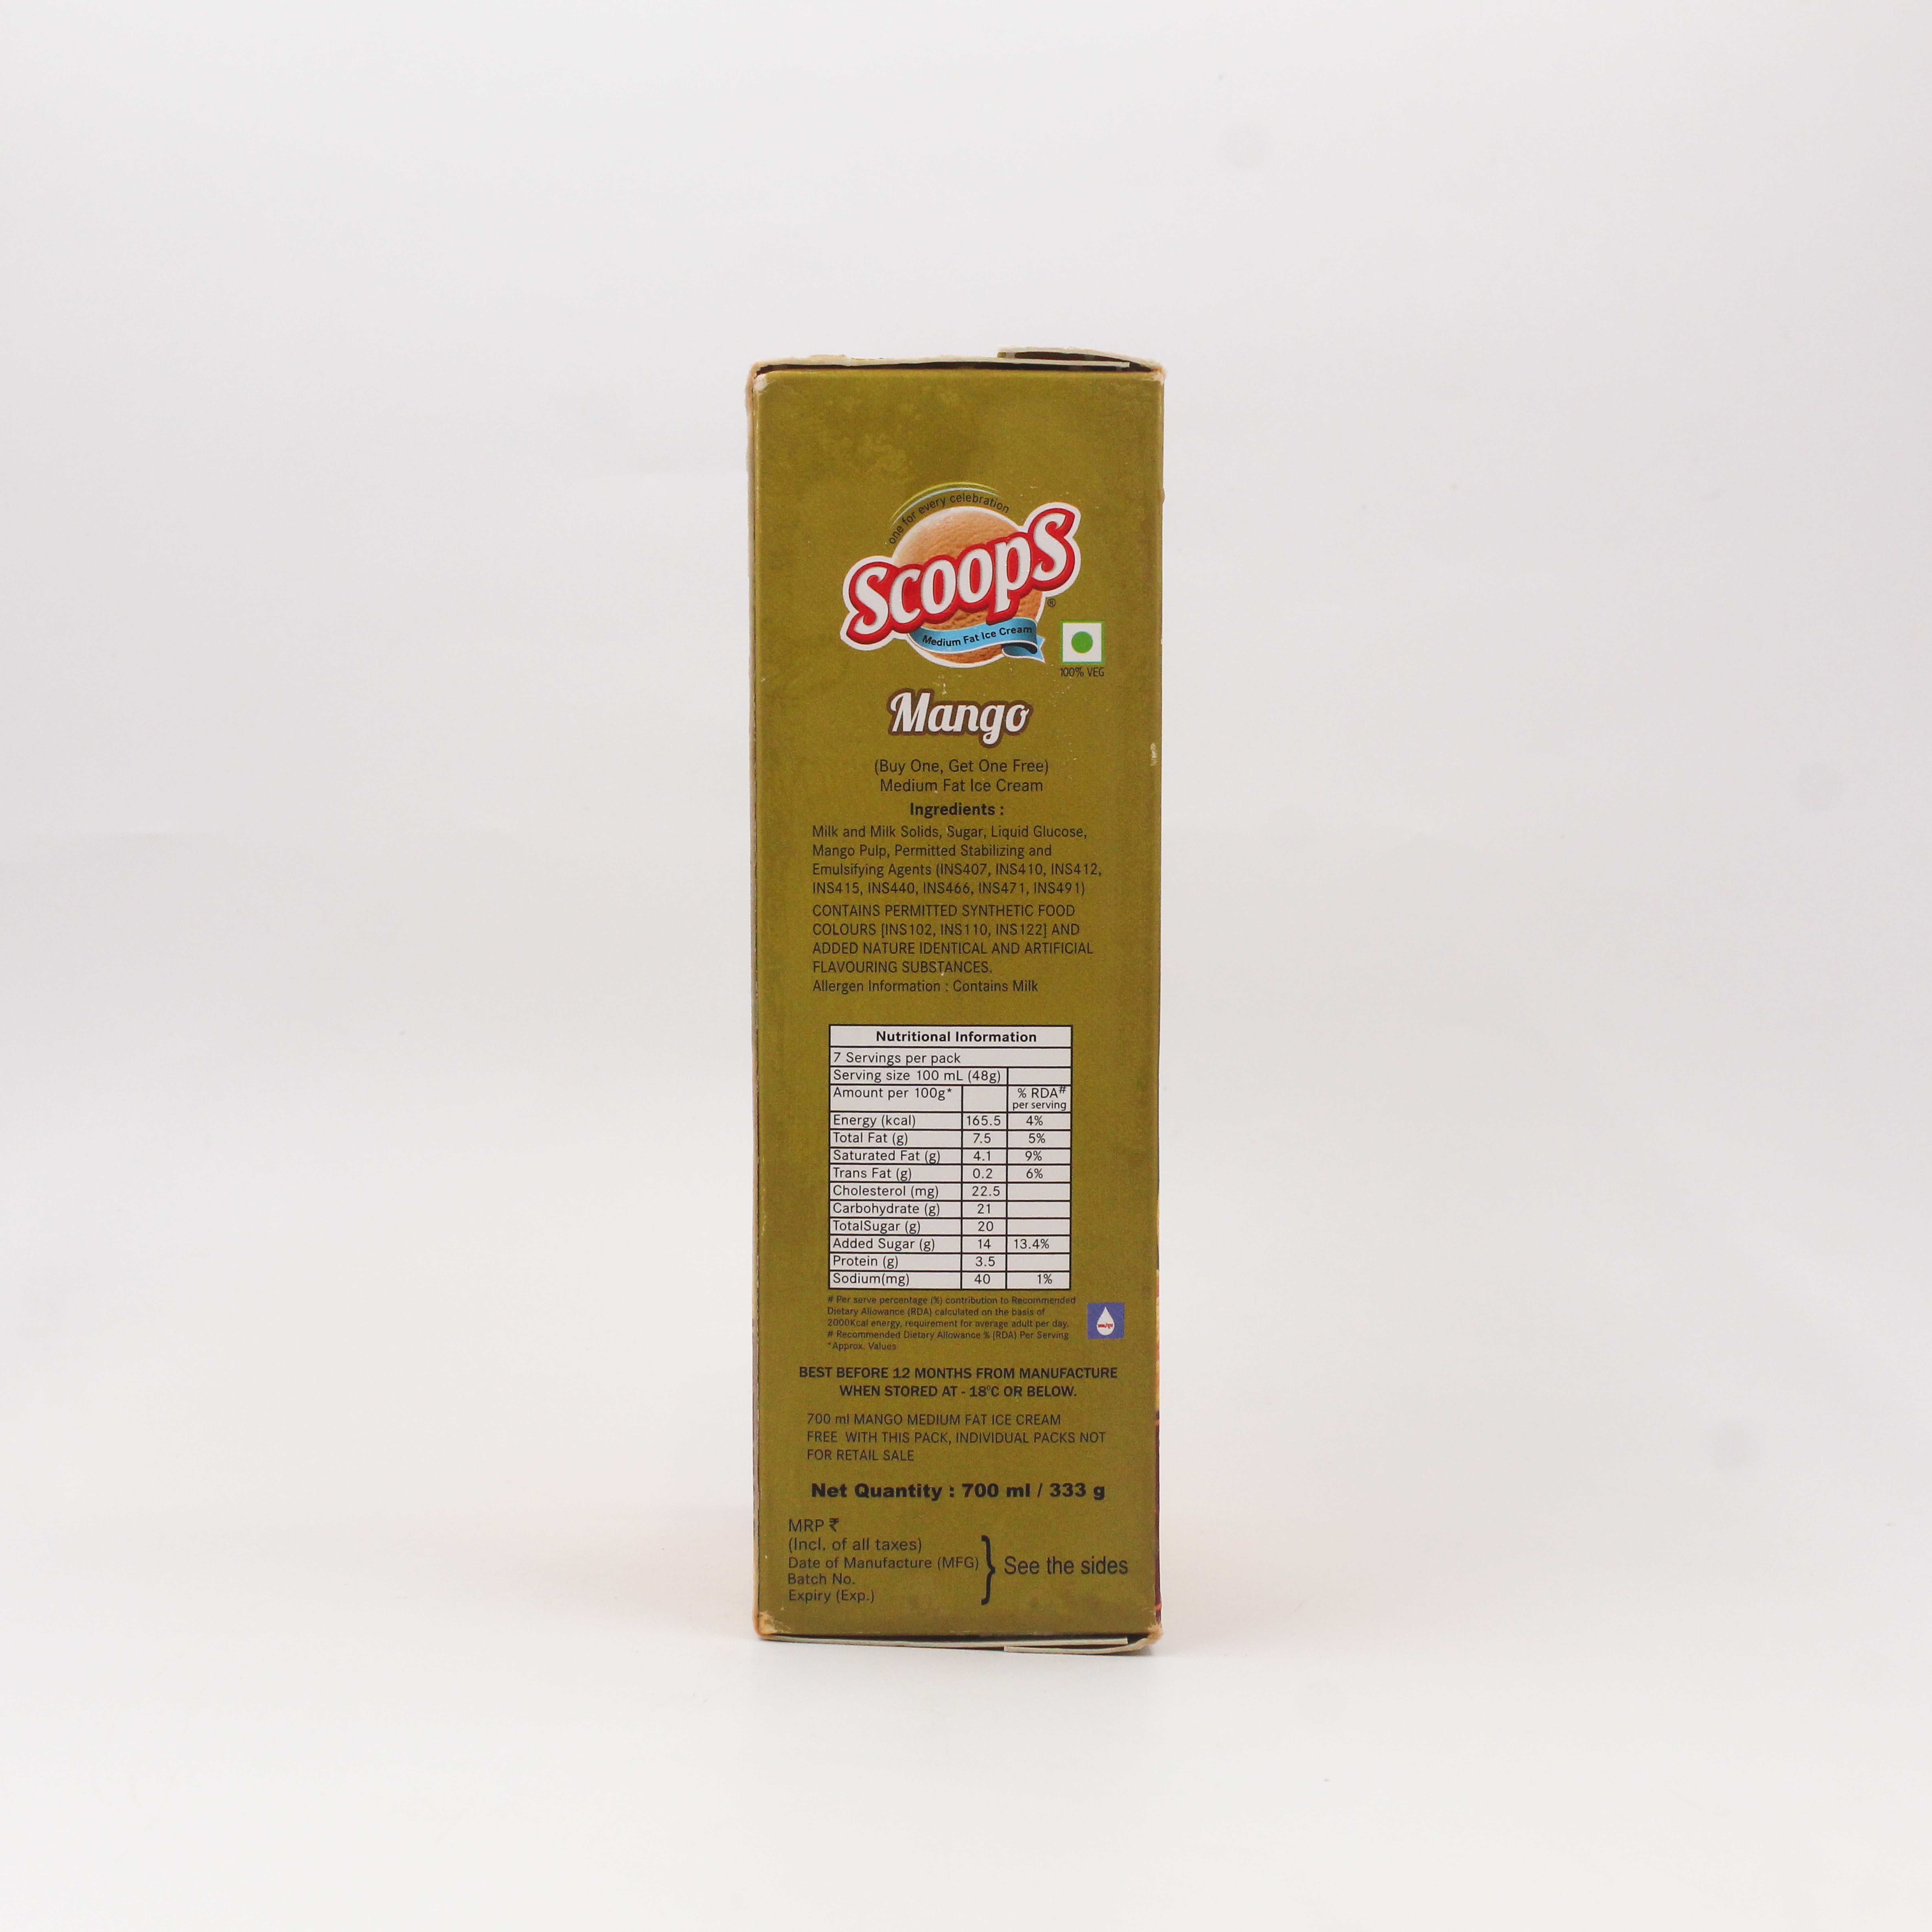 one for every celebration
Scoops
®
Medium Fat Ice Cream
100% VEG
Mango
(Buy One, Get One Free)
Medium Fat Ice Cream
Ingredients :
Milk and Milk Solids, Sugar, Liquid Glucose,
Mango Pulp, Permitted Stabilizing and
Emulsifying Agents (INS407, INS410, INS412,
INS415, INS440, INS466, INS471, INS491)
CONTAINS PERMITTED SYNTHETIC FOOD
COLOURS [INS102, INS110, INS122] AND
ADDED NATURE IDENTICAL AND ARTIFICIAL
FLAVOURING SUBSTANCES.
Allergen Information : Contains Milk
Nutritional Information
7 Servings per pack
Serving size 100 mL (48g)
Amount per 100g* % RDA#
per serving
Energy (kcal) 165.5 4%
Total Fat (g) 7.5 5%
Saturated Fat (g) 4.1 9%
Trans Fat (g) 0.2 6%
Cholesterol (mg) 22.5
Carbohydrate (g) 21
TotalSugar (g) 20
Added Sugar (g) 14 13.4%
Protein (g) 3.5
Sodium(mg) 40 1%
# Per serve percentage (%) contribution to Recommended
Dietary Allowance (RDA) calculated on the basis of
2000Kcal energy, requirement for average adult per day.
# Recommended Dietary Allowance % (RDA) Per Serving
*Approx. Values
BEST BEFORE 12 MONTHS FROM MANUFACTURE
WHEN STORED AT - 18°C OR BELOW.
700 ml MANGO MEDIUM FAT ICE CREAM
FREE WITH THIS PACK, INDIVIDUAL PACKS NOT
FOR RETAIL SALE
Net Quantity : 700 ml / 333 g
MRP ₹
(Incl. of all taxes)
Date of Manufacture (MFG) } See the sides
Batch No.
Expiry (Exp.)